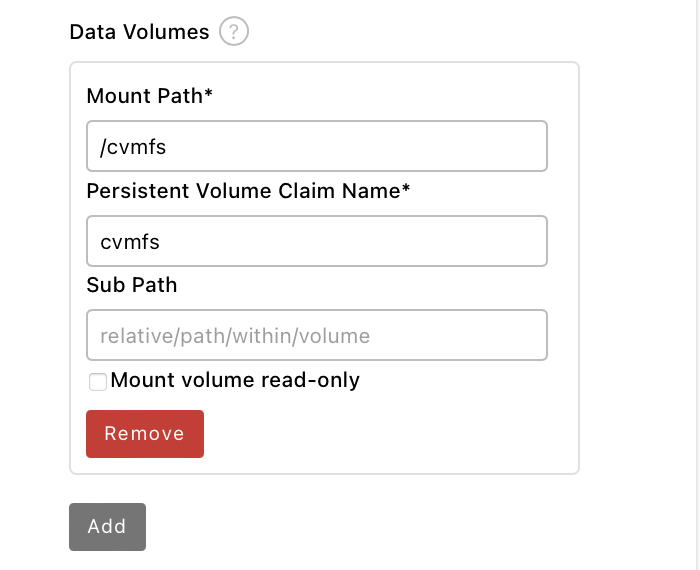 Data Volumes ?
Mount Path*
/cvmfs
Persistent Volume Claim Name*
cvmfs
Sub Path
relative/path/within/volume
Mount volume read-only
Remove
Add